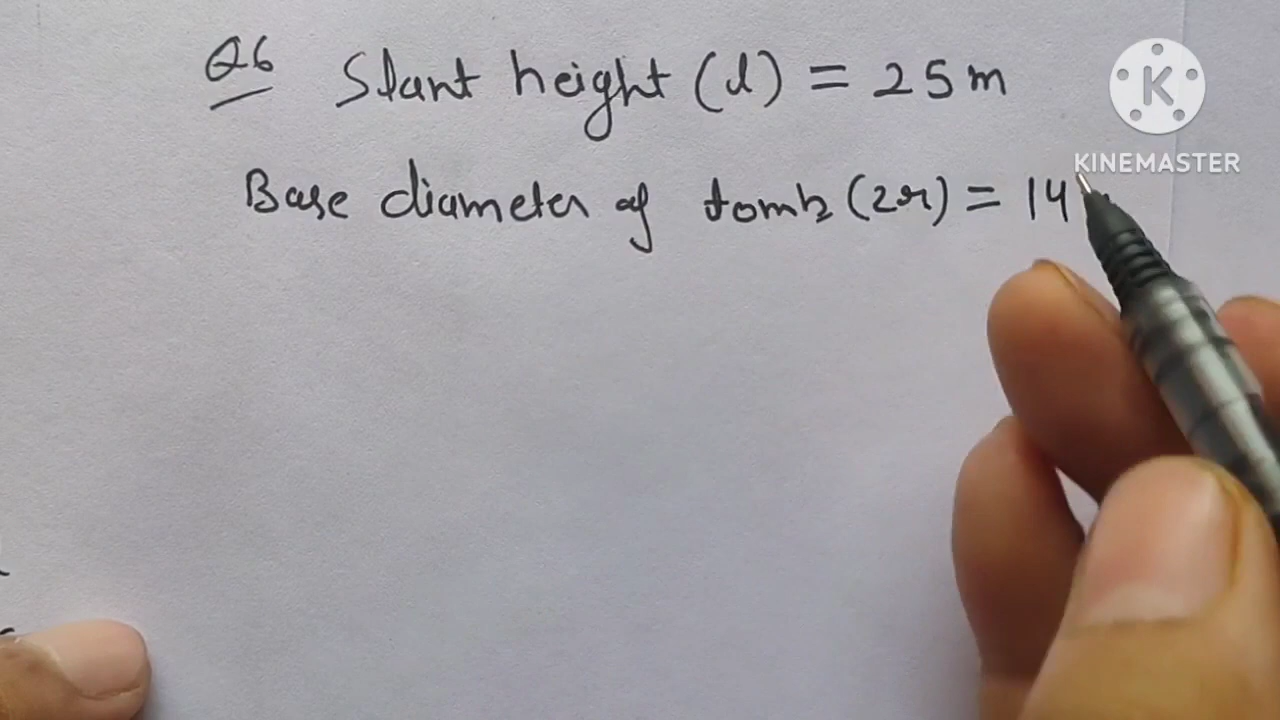 Q6 Slant height (l) = 25 m
K
KINEMASTER
Base diameter of tomb (2r) = 14